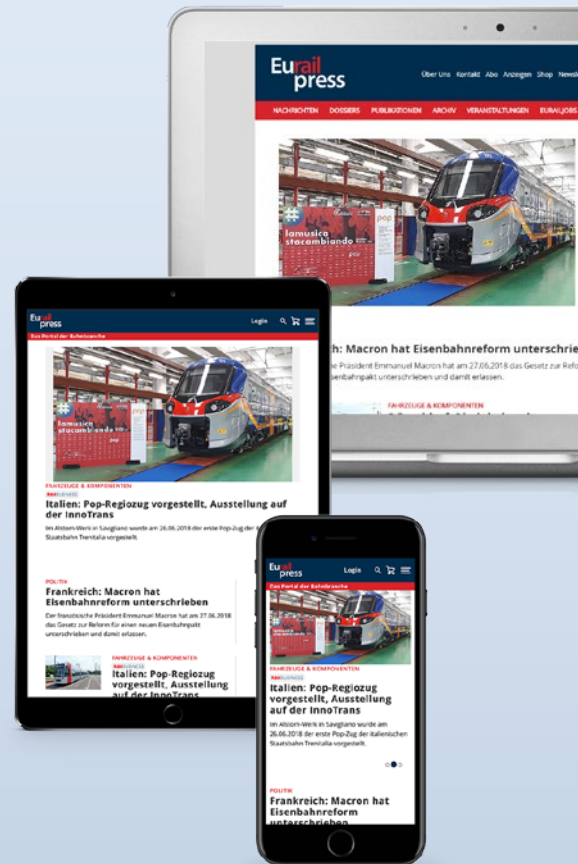 Eurail
press
Über Uns Kontakt Abo Anzeigen Shop
NACHRICHTEN DOSSIERS PUBLIKATIONEN ARCHIV VERANSTALTUNGEN EURAILJOBS
#
lamusica
stacambiando
pop
h: Macron hat Eisenbahnreform unterschrie
Präsident Emmanuel Macron hat am 27.06.2018 das Gesetz zur Refo
senbahnpakt unterschrieben und damit erlassen.
FAHRZEUGE & KOMPONENTEN
Eurail
press
Login
Das Portal der Bahnbranche
#
lamusica
stacambiando
pop
FAHRZEUGE & KOMPONENTEN
Italien: Pop-Regiozug vorgestellt, Ausstellung auf
der InnoTrans
Im Alstom-Werk in Savigliano wurde am 26.06.2018 der erste Pop-Zug der
Staatsbahn Trenitalia vorgestellt.
POLITIK
Frankreich: Macron hat
Eisenbahnreform unterschrieben
Der französische Präsident Emmanuel Macron hat am 27.06.2018
das Gesetz zur Reform für einen neuen Eisenbahnpakt
unterschrieben und damit erlassen.
FAHRZEUGE & KOMPONENTEN
Italien: Pop-Regiozug
vorgestellt, Ausstellung
auf der InnoTrans
Eurail
press
Login
Das Portal der Bahnbranche
#
lamusica
stacambiando
FAHRZEUGE & KOMPONENTEN
Italien: Pop-Regiozug
vorgestellt, Ausstellung
auf der InnoTrans
Im Alstom-Werk in Savigliano wurde am
26.06.2018 der erste Pop-Zug der italienischen
Staatsbahn Trenitalia vorgestellt.
POLITIK
Frankreich: Macron hat
Eisenbahnreform
unterschrieben